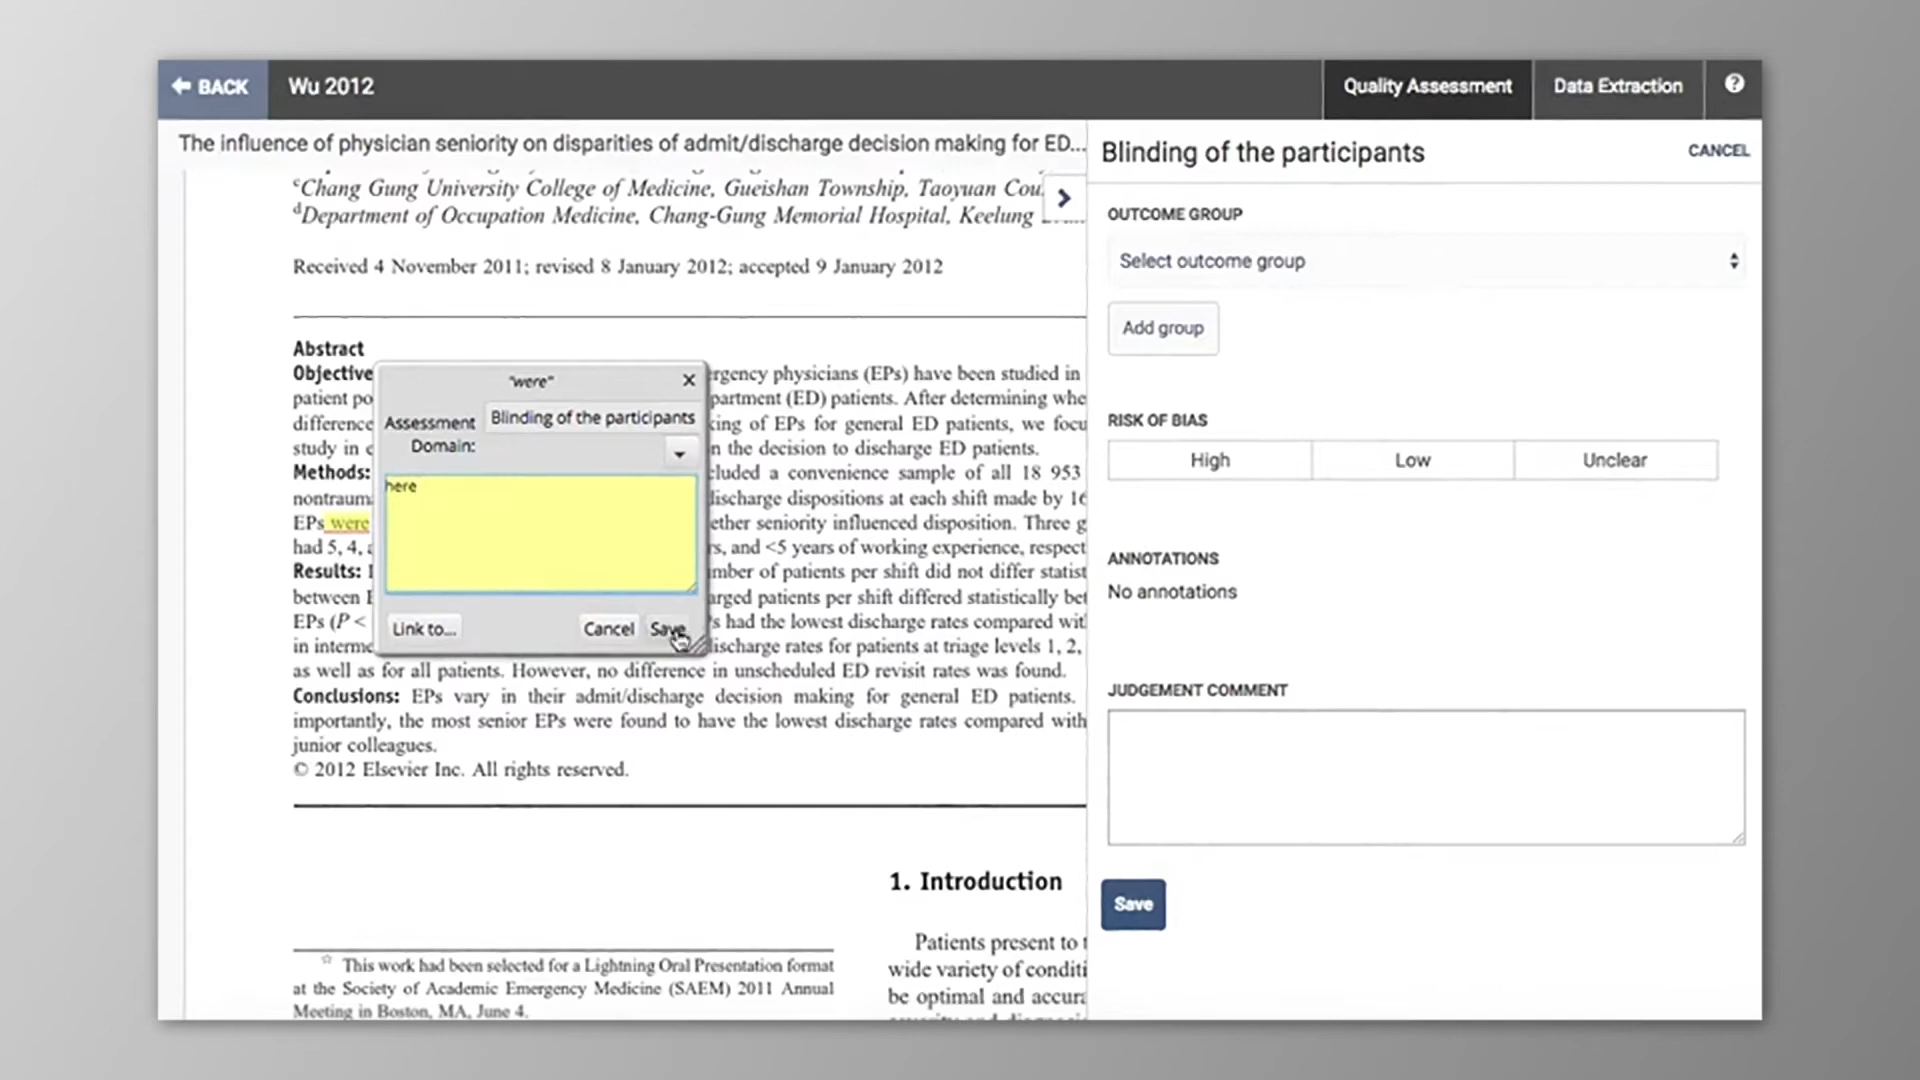 BACK
Wu 2012
Quality Assessment
Data Extraction
?
The influence of physician seniority on disparities of admit/discharge decision making for ED...
ᶜChang Gung University College of Medicine, Gueishan Township, Taoyuan Cou
ᵈDepartment of Occupation Medicine, Chang-Gung Memorial Hospital, Keelung
Received 4 November 2011; revised 8 January 2012; accepted 9 January 2012
Abstract
Objective rgency physicians (EPs) have been studied in
patient po partment (ED) patients. After determining whe
difference king of EPs for general ED patients, we focu
study in e n the decision to discharge ED patients.
Methods: cluded a convenience sample of all 18 953
nontraum discharge dispositions at each shift made by 16
EPs were ether seniority influenced disposition. Three g
had 5, 4, rs, and <5 years of working experience, respect
Results: mber of patients per shift did not differ statist
between arged patients per shift differed statistically bet
EPs (P < s had the lowest discharge rates compared wit
in interme discharge rates for patients at triage levels 1, 2,
as well as for all patients. However, no difference in unscheduled ED revisit rates was found.
Conclusions: EPs vary in their admit/discharge decision making for general ED patients.
importantly, the most senior EPs were found to have the lowest discharge rates compared with
junior colleagues.
© 2012 Elsevier Inc. All rights reserved.
"were"
Assessment Domain:
Blinding of the participants
here
Link to...
Cancel
Save
1. Introduction
☆ This work had been selected for a Lightning Oral Presentation format
at the Society of Academic Emergency Medicine (SAEM) 2011 Annual
Meeting in Boston, MA, June 4.
Patients present to t
wide variety of conditi
be optimal and accura
Blinding of the participants
CANCEL
OUTCOME GROUP
Select outcome group
Add group
RISK OF BIAS
High
Low
Unclear
ANNOTATIONS
No annotations
JUDGEMENT COMMENT
Save